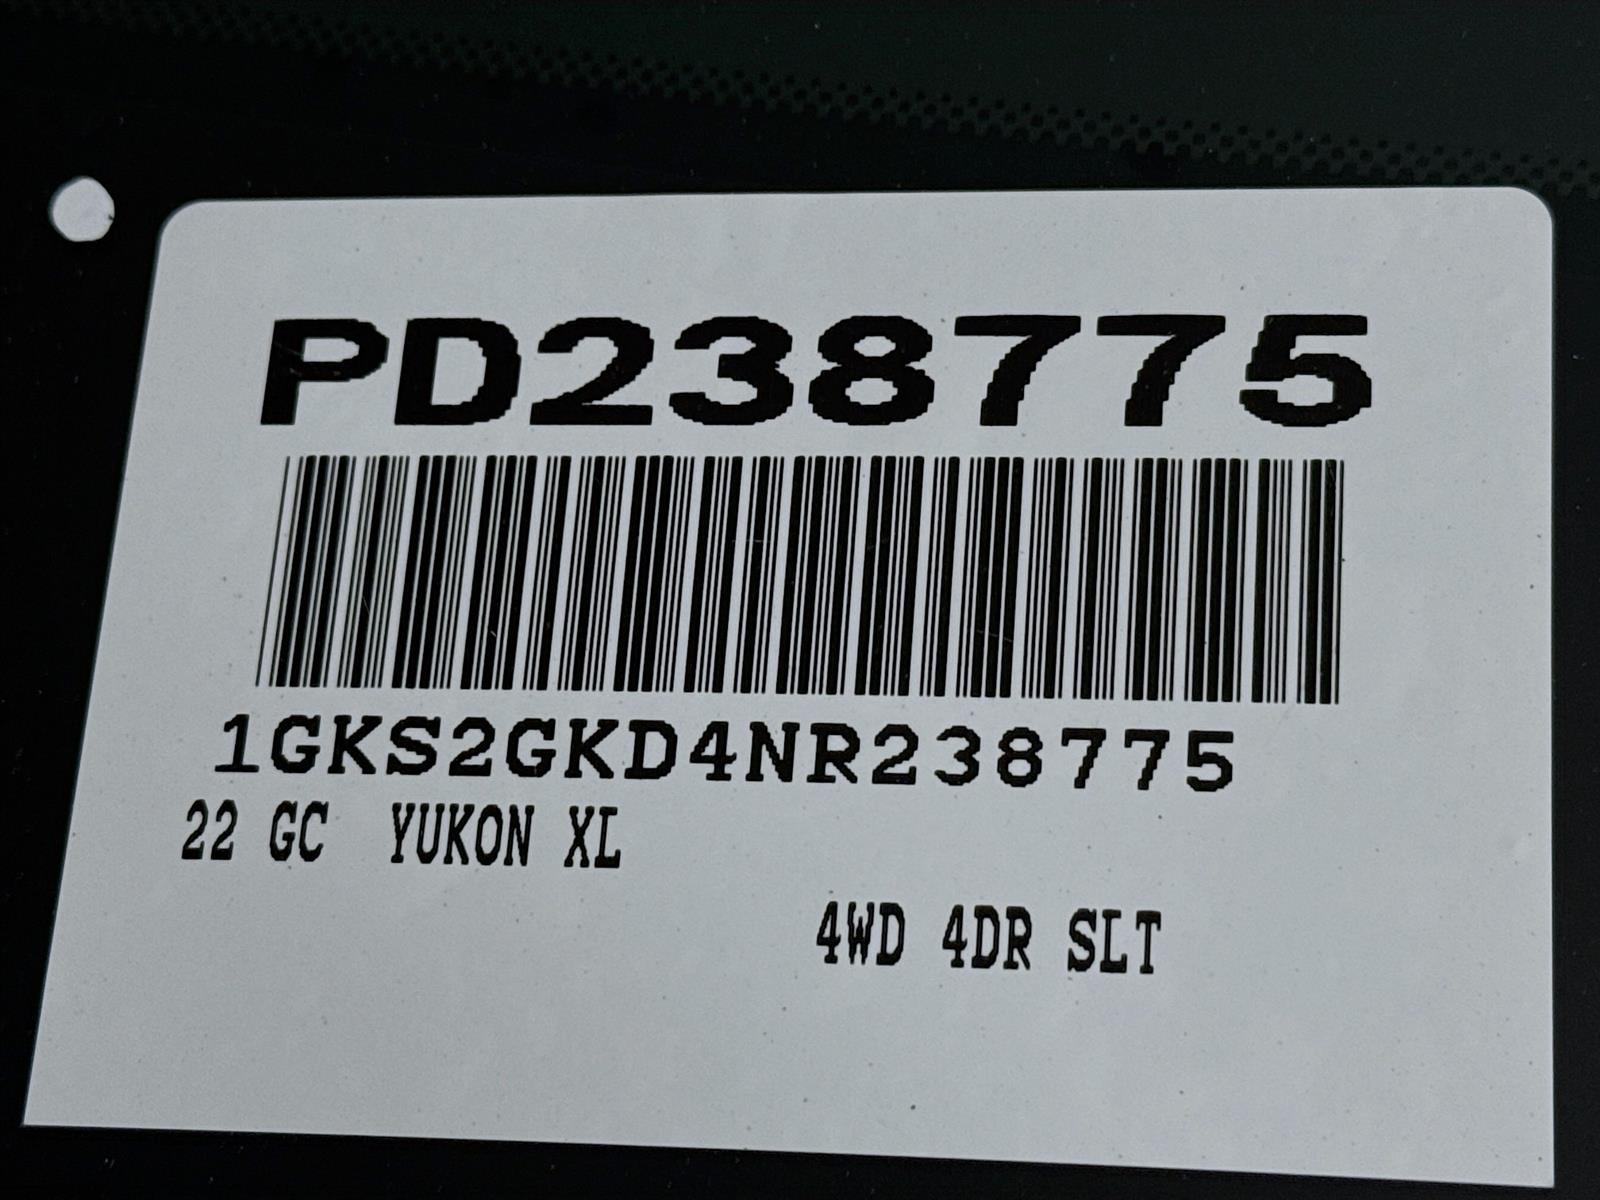 PD238775
1GKS2GKD4NR238775
22 GC YUKON XL
4WD 4DR SLT